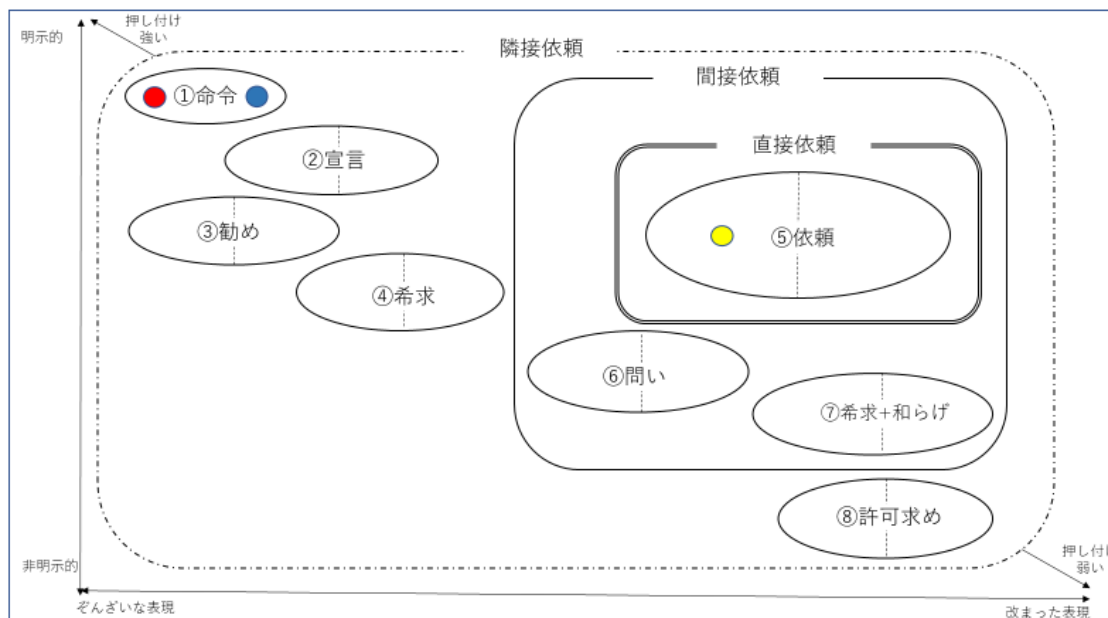 押し付け
強い
明示的
隣接依頼
間接依頼
①命令
直接依頼
②宣言
③勧め
⑤依頼
④希求
⑥問い
⑦希求+和らげ
⑧許可求め
押し付け
弱い
非明示的
ぞんざいな表現
改まった表現